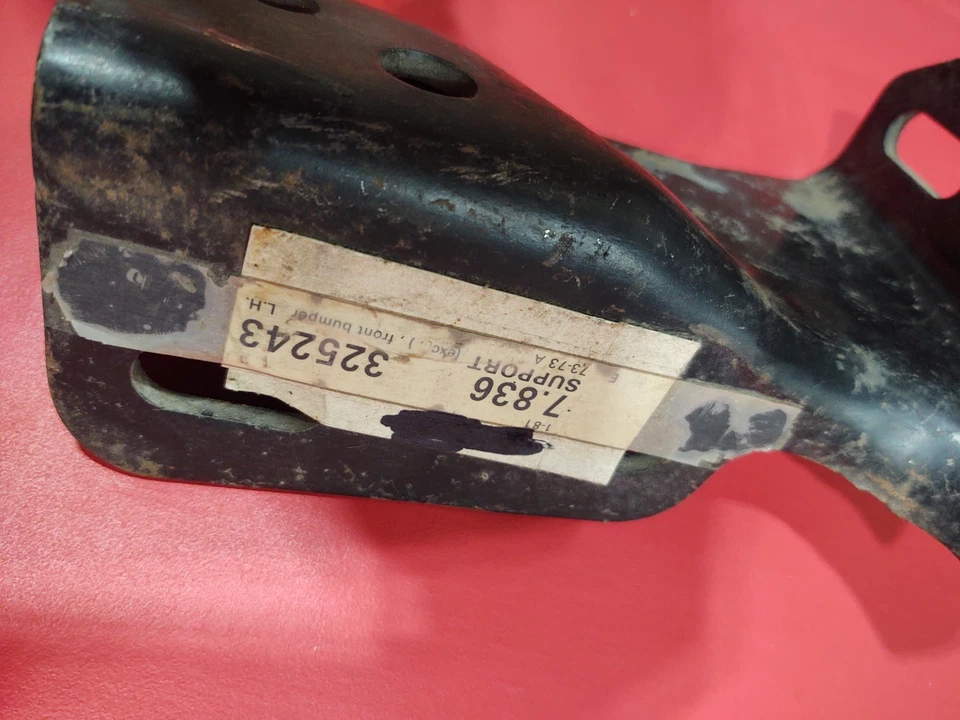 1-81
7.836 325243
SUPPORT (exc. ) , front bumper L.H.
73-73 A